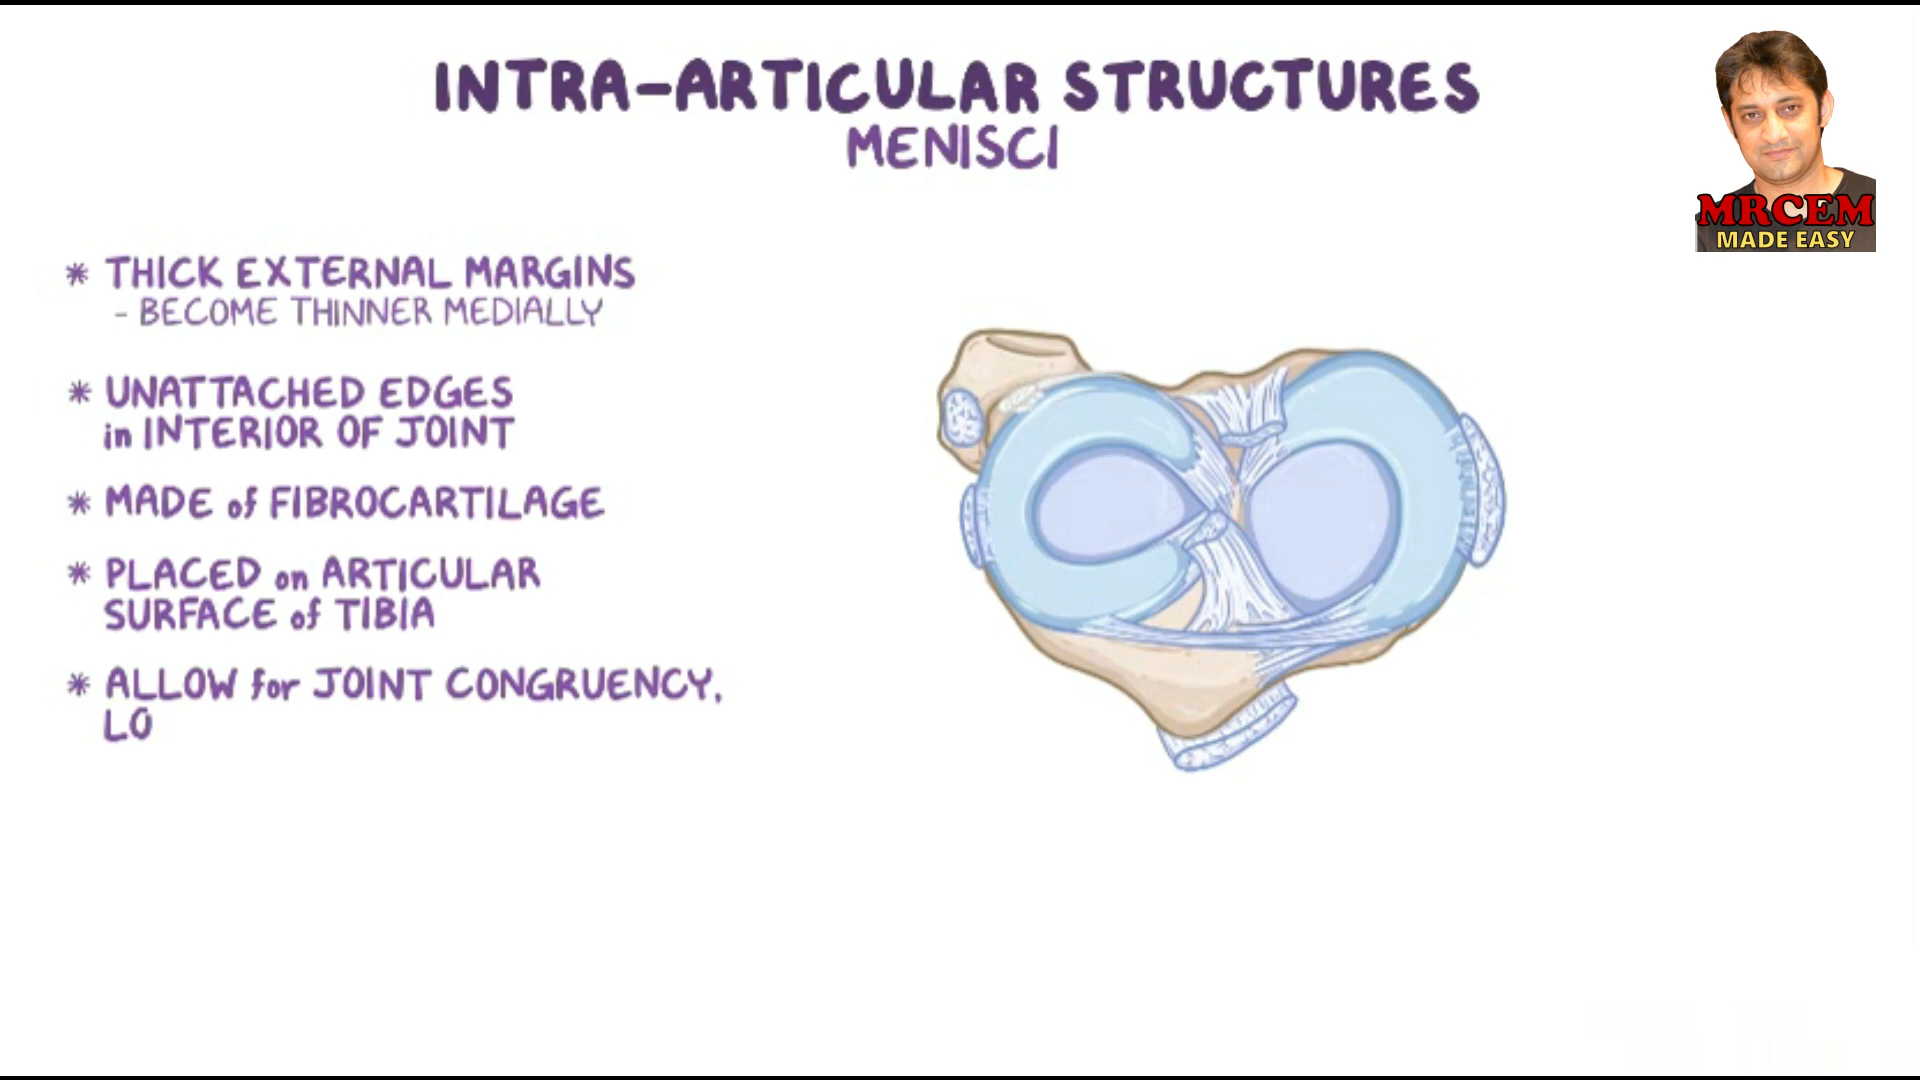 INTRA-ARTICULAR STRUCTURES
MENISCI
MRCEM
MADE EASY
* THICK EXTERNAL MARGINS
- BECOME THINNER MEDIALLY
* UNATTACHED EDGES
in INTERIOR OF JOINT
* MADE of FIBROCARTILAGE
* PLACED on ARTICULAR
SURFACE of TIBIA
* ALLOW for JOINT CONGRUENCY,
LO